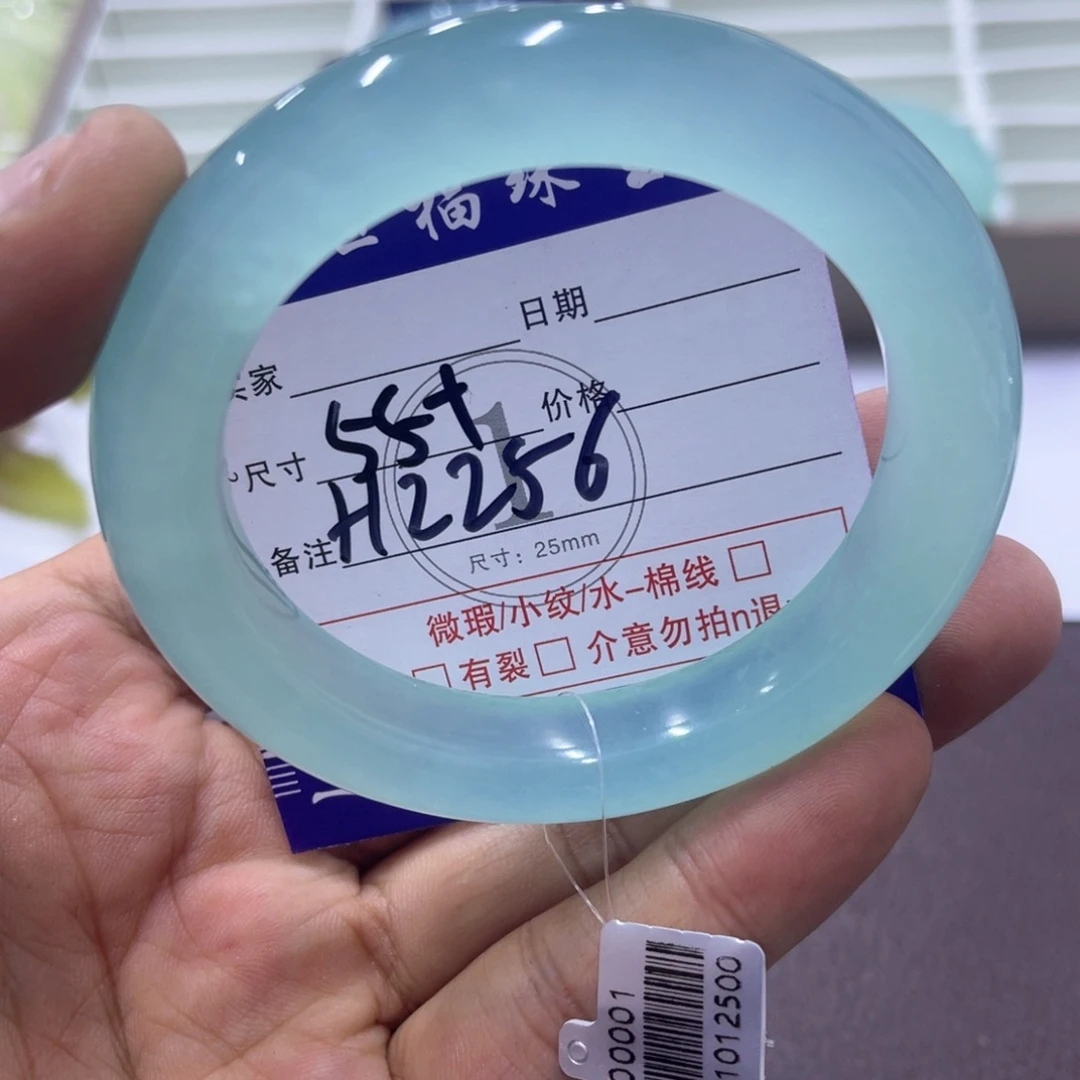 福珠
日期
家
尺寸 55+ 价格
备注 H2256
1
尺寸：25mm
微瑕/小纹/水-棉线 □
□ 有裂 □ 介意勿拍n退
00001
1012500